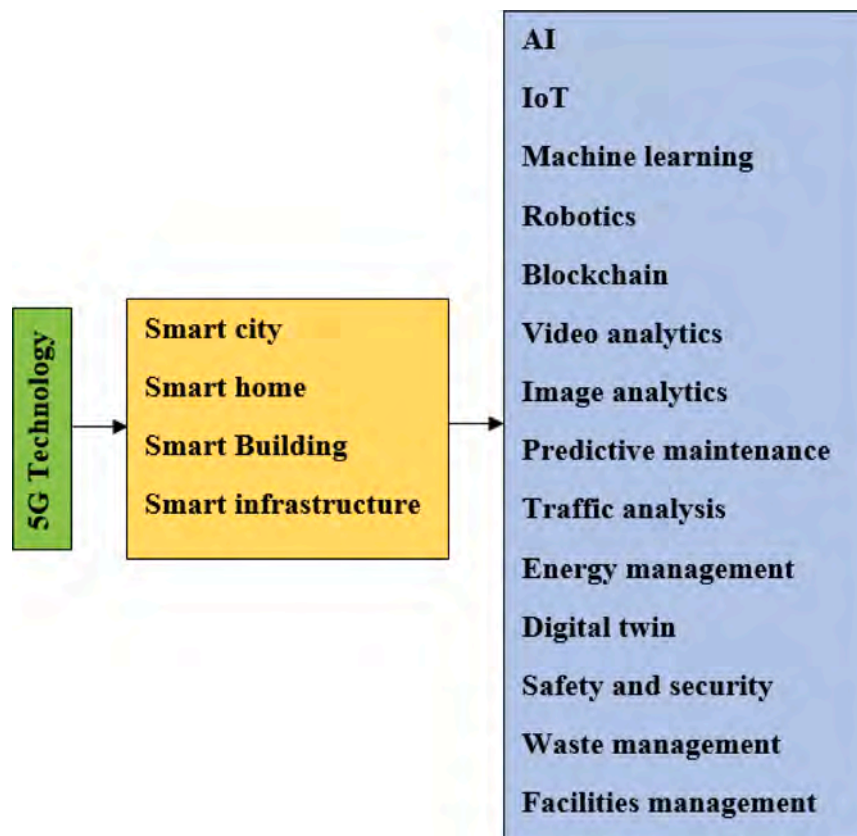 5G Technology
Smart city
Smart home
Smart Building
Smart infrastructure
AI
IoT
Machine learning
Robotics
Blockchain
Video analytics
Image analytics
Predictive maintenance
Traffic analysis
Energy management
Digital twin
Safety and security
Waste management
Facilities management